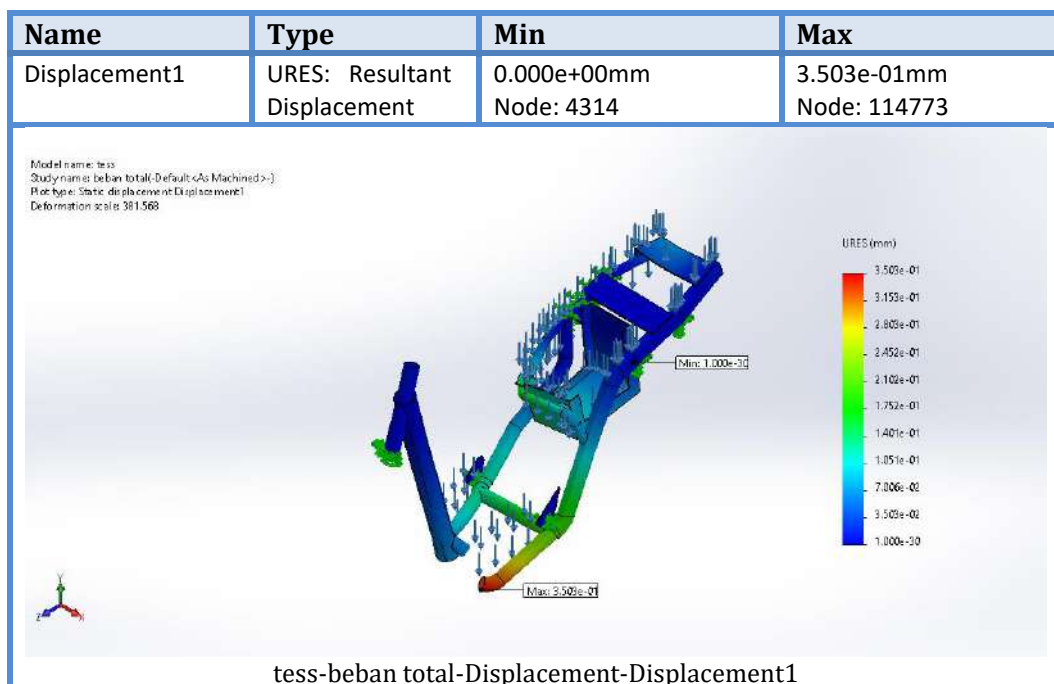 Name Type Min Max
Displacement1 URES: Resultant Displacement 0.000e+00mm Node: 4314 3.503e-01mm Node: 114773
Model name: tess
Study name: beban total(-Default<As Machined>-)
Plot type: Static displacement Displacement1
Deformation scale: 381.568
URES (mm)
3.503e-01
3.153e-01
2.803e-01
2.452e-01
2.102e-01
1.752e-01
1.401e-01
1.051e-01
7.006e-02
3.503e-02
1.000e-30
Min: 1.000e-30
Max: 3.503e-01
Y
Z
X
tess-beban total-Displacement-Displacement1